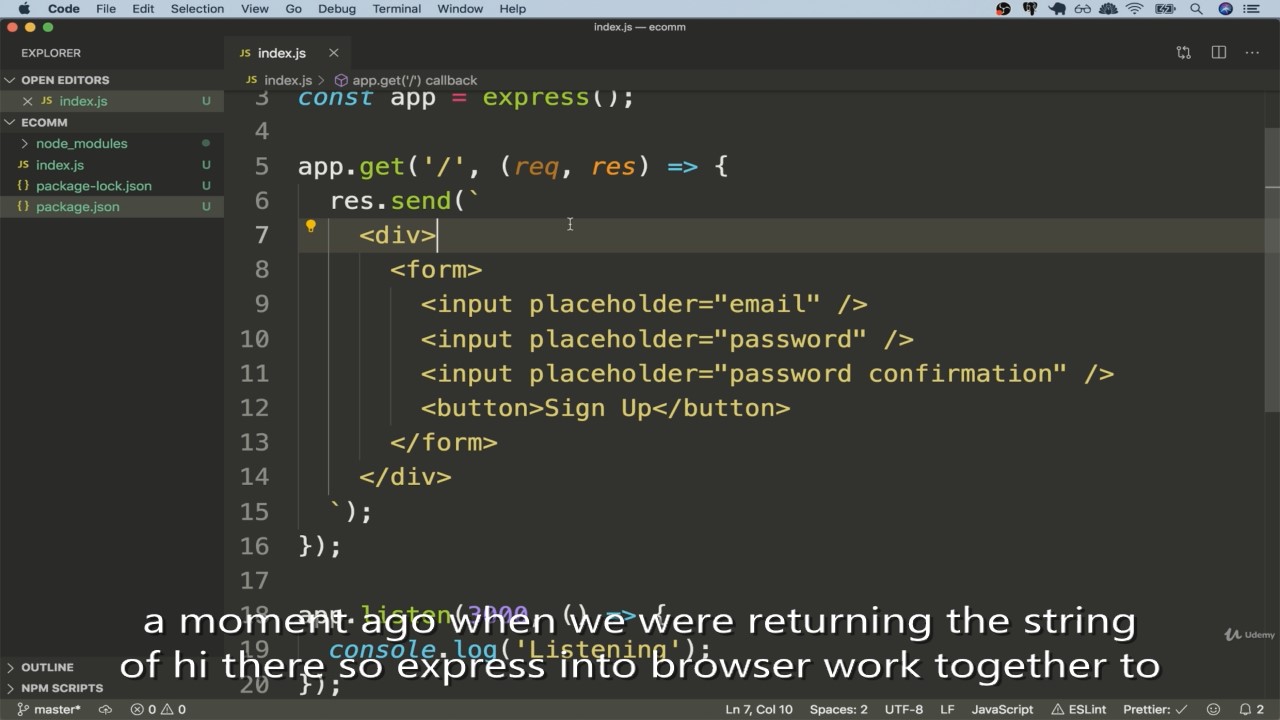 Code File Edit Selection View Go Debug Terminal Window Help
index.js — ecomm
EXPLORER
JS index.js
OPEN EDITORS
JS index.js > app.get('/') callback
JS index.js U
3 const app = express();
ECOMM
4
node_modules
JS index.js U
5 app.get('/', (req, res) => {
{} package-lock.json U
6 res.send(`
{} package.json U
7 <div>
8 <form>
9 <input placeholder="email" />
10 <input placeholder="password" />
11 <input placeholder="password confirmation" />
12 <button>Sign Up</button>
13 </form>
14 </div>
15 `);
16 });
17
18 app.listen(3000, () => {
a moment ago when we were returning the string
19 console.log('Listening');
of hi there so express into browser work together to
Udemy
20 });
OUTLINE
NPM SCRIPTS
master* 0 0 Ln 7, Col 10 Spaces: 2 UTF-8 LF JavaScript ESLint Prettier: ✓ 2